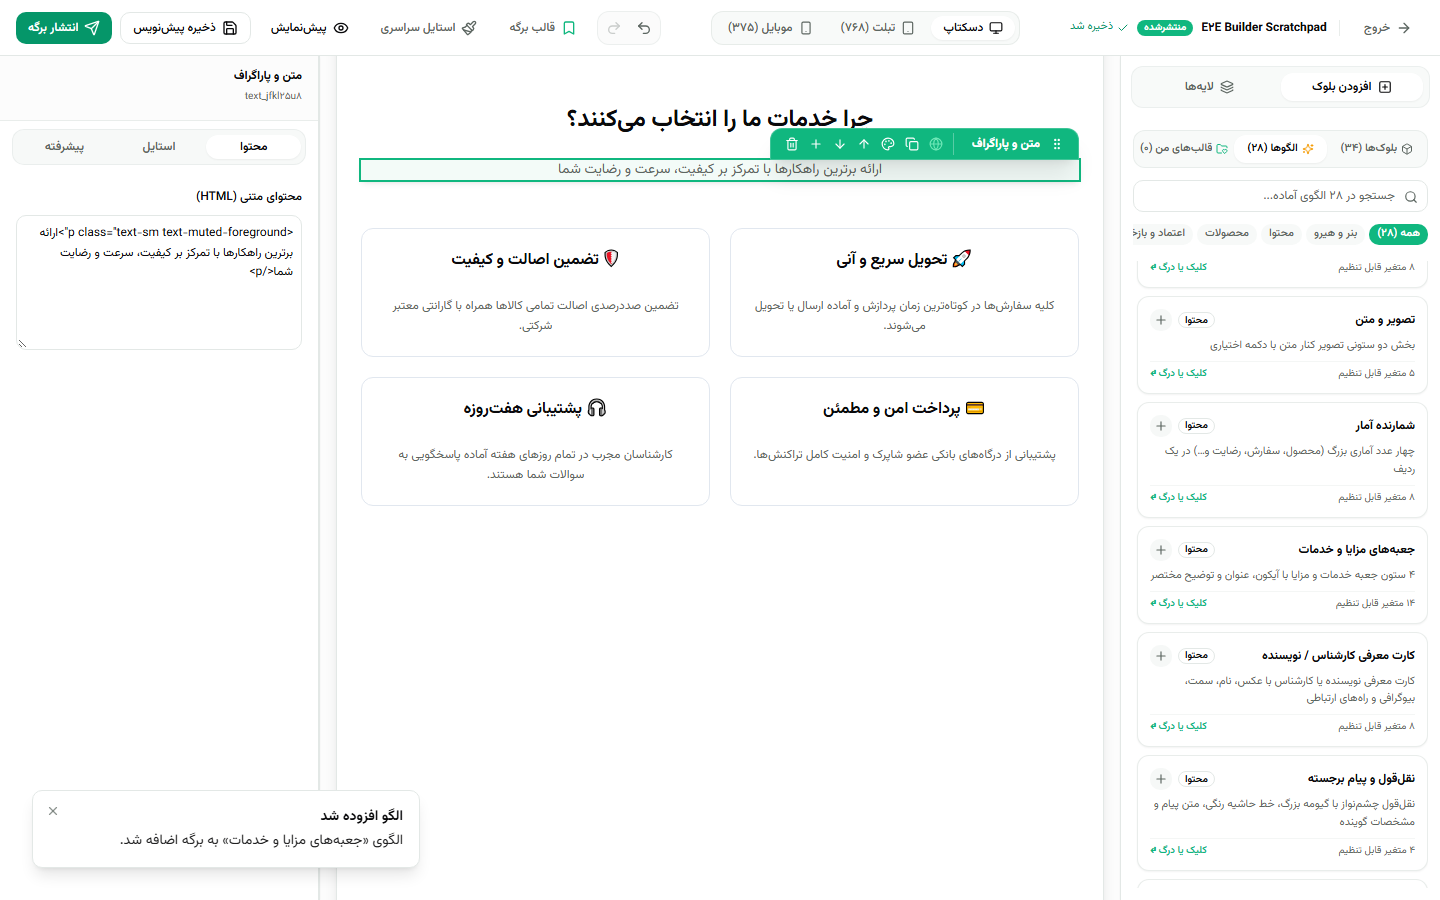 خروج
E2E Builder Scratchpad
منتشرشده
ذخیره شد
دسکتاپ
تبلت (۷۶۸)
موبایل (۳۷۵)
قالب برگه
استایل سراسری
پیش‌نمایش
ذخیره پیش‌نویس
انتشار برگه
افزودن بلوک
لایه‌ها
بلوک‌ها (۳۴)
الگوها (۲۸)
قالب‌های من (۰)
جستجو در ۲۸ الگوی آماده...
همه (۲۸)
بنر و هیرو
محتوا
محصولات
اعتماد و بازخ
۸ متغیر قابل تنظیم
کلیک یا درگ
تصویر و متن
محتوا
بخش دو ستونی تصویر کنار متن با دکمه اختیاری
۵ متغیر قابل تنظیم
کلیک یا درگ
شمارنده آمار
محتوا
چهار عدد آماری بزرگ (محصول، سفارش، رضایت و...) در یک
ردیف
۸ متغیر قابل تنظیم
کلیک یا درگ
جعبه‌های مزایا و خدمات
محتوا
۴ ستون جعبه خدمات و مزایا با آیکون، عنوان و توضیح مختصر
۱۴ متغیر قابل تنظیم
کلیک یا درگ
کارت معرفی کارشناس / نویسنده
محتوا
کارت معرفی نویسنده یا کارشناس با عکس، نام، سمت،
بیوگرافی و راه‌های ارتباطی
۸ متغیر قابل تنظیم
کلیک یا درگ
نقل‌قول و پیام برجسته
محتوا
نقل‌قول چشم‌نواز با گیومه بزرگ، خط حاشیه رنگی، متن پیام و
مشخصات گوینده
۴ متغیر قابل تنظیم
کلیک یا درگ
چرا خدمات ما را انتخاب می‌کنند؟
متن و پاراگراف
ارائه برترین راهکارها با تمرکز بر کیفیت، سرعت و رضایت شما
تحویل سریع و آنی
کلیه سفارش‌ها در کوتاه‌ترین زمان پردازش و آماده ارسال یا تحویل
می‌شوند.
تضمین اصالت و کیفیت
تضمین صددرصدی اصالت تمامی کالاها همراه با گارانتی معتبر
شرکتی.
پرداخت امن و مطمئن
پشتیبانی از درگاه‌های بانکی عضو شاپرک و امنیت کامل تراکنش‌ها.
پشتیبانی هفت‌روزه
کارشناسان مجرب در تمام روزهای هفته آماده پاسخگویی به
سوالات شما هستند.
متن و پاراگراف
text_jfkl25u8
محتوا
استایل
پیشرفته
محتوای متنی (HTML)
<p class="text-sm text-muted-foreground">ارائه
برترین راهکارها با تمرکز بر کیفیت، سرعت و رضایت
شما</p>
الگو افزوده شد
الگوی «جعبه‌های مزایا و خدمات» به برگه اضافه شد.